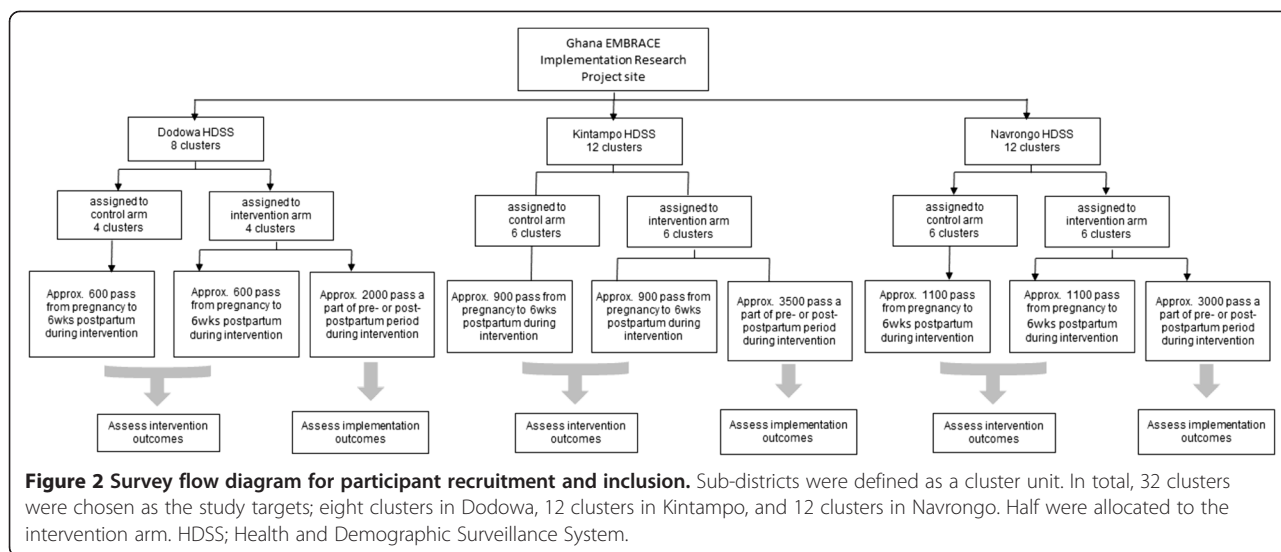 Ghana EMBRACE
Implementation Research
Project site
Dodowa HDSS
8 clusters
Kintampo HDSS
12 clusters
Navrongo HDSS
12 clusters
assigned to
control arm
4 clusters
assigned to
intervention arm
4 clusters
assigned to
control arm
6 clusters
assigned to
intervention arm
6 clusters
assigned to
control arm
6 clusters
assigned to
intervention arm
6 clusters
Approx. 600 pass
from pregnancy to
6wks postpartum
during intervention
Approx. 600 pass
from pregnancy to
6wks postpartum
during intervention
Approx. 2000 pass a
part of pre- or post-
postpartum period
during intervention
Approx. 900 pass from
pregnancy to 6wks
postpartum during
intervention
Approx. 900 pass from
pregnancy to 6wks
postpartum during
intervention
Approx. 3500 pass a
part of pre- or post-
postpartum period
during intervention
Approx. 1100 pass
from pregnancy to
6wks postpartum
during intervention
Approx. 1100 pass
from pregnancy to
6wks postpartum
during intervention
Approx. 3000 pass a
part of pre- or post-
postpartum period
during intervention
Assess intervention
outcomes
Assess implementation
outcomes
Assess intervention
outcomes
Assess implementation
outcomes
Assess intervention
outcomes
Assess implementation
outcomes
Figure 2 Survey flow diagram for participant recruitment and inclusion. Sub-districts were defined as a cluster unit. In total, 32 clusters
were chosen as the study targets; eight clusters in Dodowa, 12 clusters in Kintampo, and 12 clusters in Navrongo. Half were allocated to the
intervention arm. HDSS; Health and Demographic Surveillance System.